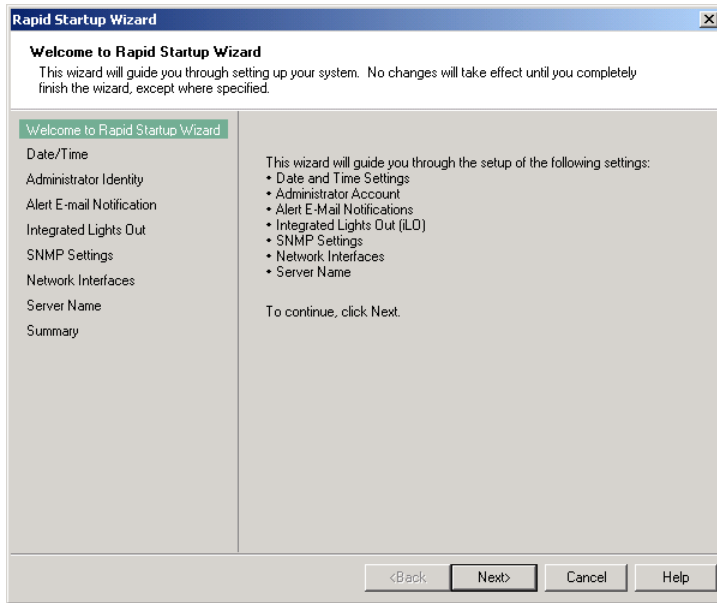 Rapid Startup Wizard
Welcome to Rapid Startup Wizard
This wizard will guide you through setting up your system. No changes will take effect until you completely
finish the wizard, except where specified.
Welcome to Rapid Startup Wizard
Date/Time
Administrator Identity
Alert E-mail Notification
Integrated Lights Out
SNMP Settings
Network Interfaces
Server Name
Summary
This wizard will guide you through the setup of the following settings:
• Date and Time Settings
• Administrator Account
• Alert E-Mail Notifications
• Integrated Lights Out (iLO)
• SNMP Settings
• Network Interfaces
• Server Name
To continue, click Next.
<Back
Next>
Cancel
Help